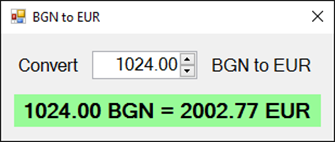 BGN to EUR
Convert 1024.00 BGN to EUR
1024.00 BGN = 2002.77 EUR